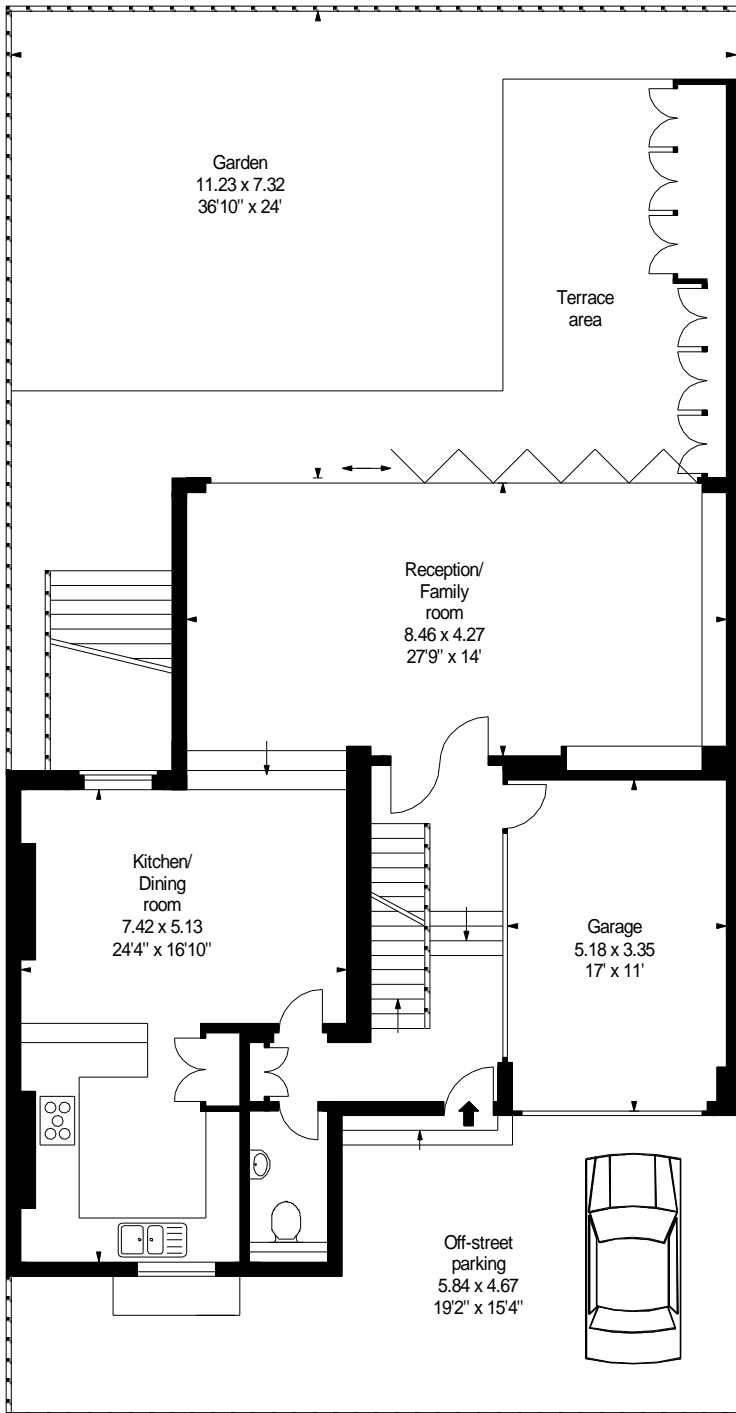 Garden
11.23 x 7.32
36'10" x 24'
Terrace
area
Reception/
Family
room
8.46 x 4.27
27'9" x 14'
Kitchen/
Dining
room
7.42 x 5.13
24'4" x 16'10"
Garage
5.18 x 3.35
17' x 11'
Off-street
parking
5.84 x 4.67
19'2" x 15'4"